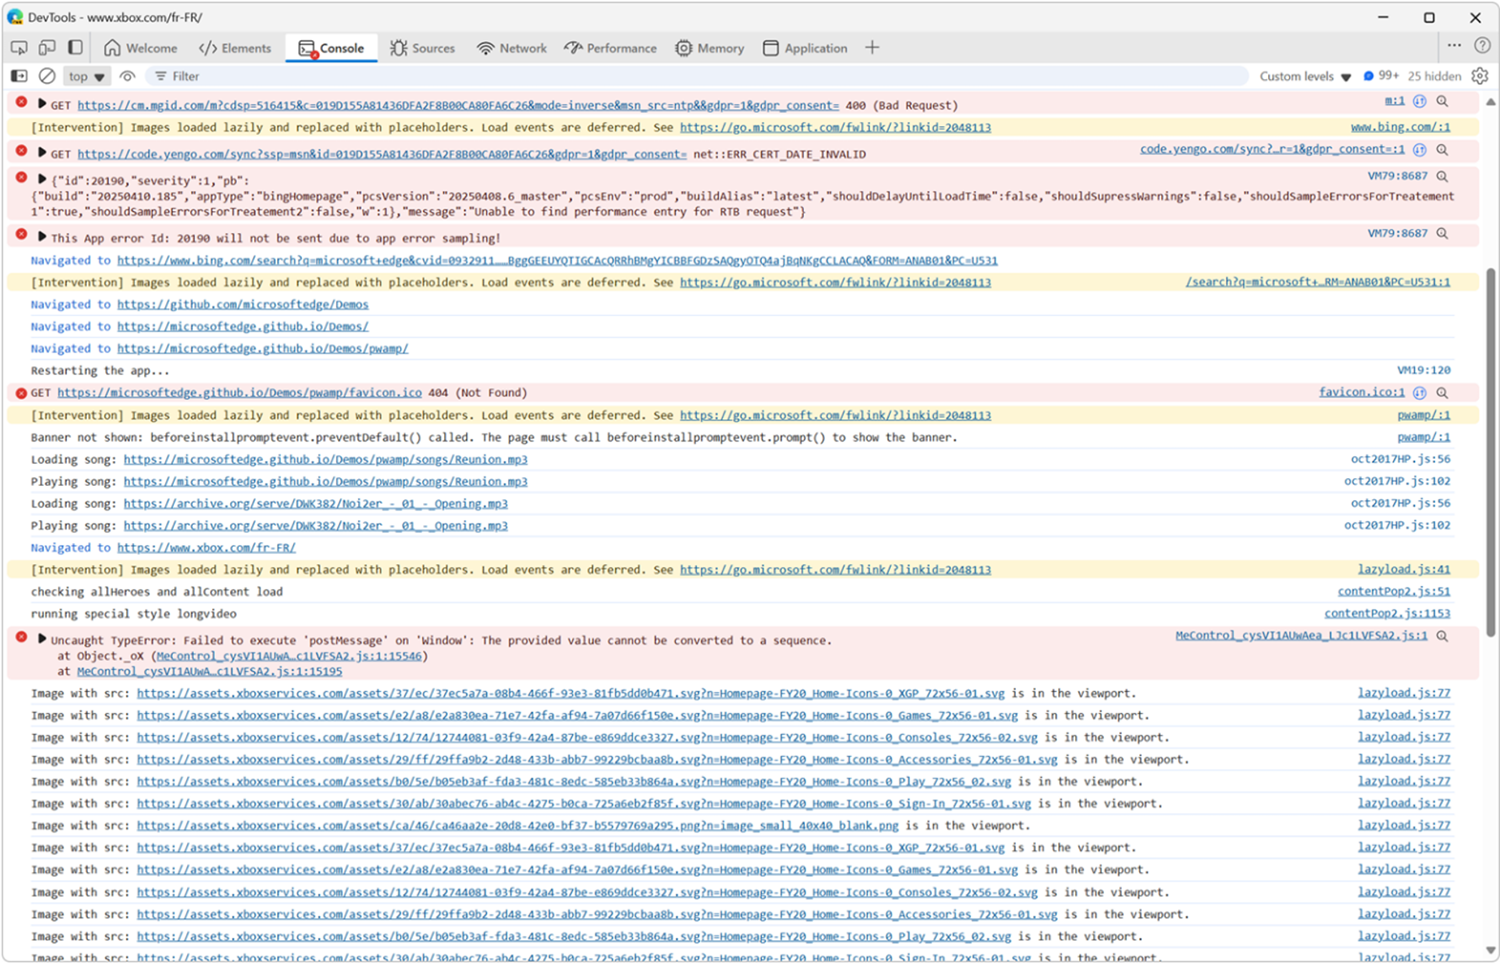 DevTools - www.xbox.com/fr-FR/
Welcome </> Elements Console Sources Network Performance Memory Application
top Filter Custom levels 99+ 25 hidden
GET https://cm.mgid.com/m?cdsp=516415&c=019D155A81436DFA2F8B00CA80FA6C26&mode=inverse&msn_src=ntp&&gdpr=1&gdpr_consent= 400 (Bad Request) m:1
[Intervention] Images loaded lazily and replaced with placeholders. Load events are deferred. See https://go.microsoft.com/fwlink/?linkid=2048113 www.bing.com/:1
GET https://code.yengo.com/sync?ssp=msn&id=019D155A81436DFA2F8B00CA80FA6C26&gdpr=1&gdpr_consent= net::ERR_CERT_DATE_INVALID code.yengo.com/sync?…r=1&gdpr_consent=:1
{"id":20190,"severity":1,"pb": VM79:8687
{"build":"20250410.185","appType":"bingHomepage","pcsVersion":"20250408.6_master","pcsEnv":"prod","buildAlias":"latest","shouldDelayUntilLoadTime":false,"shouldSupressWarnings":false,"shouldSampleErrorsForTreatement
1":true,"shouldSampleErrorsForTreatement2":false,"w":1},"message":"Unable to find performance entry for RTB request"}
This App error Id: 20190 will not be sent due to app error sampling! VM79:8687
Navigated to https://www.bing.com/search?q=microsoft+edge&cvid=0932911……BggGEEUYQTIGCAcQRRhBMgYICBBFGDzSAQgyOTQ4ajBqNKgCCLACAQ&FORM=ANAB01&PC=U531
[Intervention] Images loaded lazily and replaced with placeholders. Load events are deferred. See https://go.microsoft.com/fwlink/?linkid=2048113 /search?q=microsoft+…RM=ANAB01&PC=U531:1
Navigated to https://github.com/microsoftedge/Demos
Navigated to https://microsoftedge.github.io/Demos/
Navigated to https://microsoftedge.github.io/Demos/pwamp/
Restarting the app... VM19:120
GET https://microsoftedge.github.io/Demos/pwamp/favicon.ico 404 (Not Found) favicon.ico:1
[Intervention] Images loaded lazily and replaced with placeholders. Load events are deferred. See https://go.microsoft.com/fwlink/?linkid=2048113 pwamp/:1
Banner not shown: beforeinstallpromptevent.preventDefault() called. The page must call beforeinstallpromptevent.prompt() to show the banner. pwamp/:1
Loading song: https://microsoftedge.github.io/Demos/pwamp/songs/Reunion.mp3 oct2017HP.js:56
Playing song: https://microsoftedge.github.io/Demos/pwamp/songs/Reunion.mp3 oct2017HP.js:102
Loading song: https://archive.org/serve/DWK382/Noi2er_-_01_-_Opening.mp3 oct2017HP.js:56
Playing song: https://archive.org/serve/DWK382/Noi2er_-_01_-_Opening.mp3 oct2017HP.js:102
Navigated to https://www.xbox.com/fr-FR/
[Intervention] Images loaded lazily and replaced with placeholders. Load events are deferred. See https://go.microsoft.com/fwlink/?linkid=2048113 lazyload.js:41
checking allHeroes and allContent load contentPop2.js:51
running special style longvideo contentPop2.js:1153
Uncaught TypeError: Failed to execute 'postMessage' on 'Window': The provided value cannot be converted to a sequence. MeControl_cysVI1AUwAea_LJc1LVFSA2.js:1
at Object._oX (MeControl_cysVI1AUwA…c1LVFSA2.js:1:15546)
at MeControl_cysVI1AUwA…c1LVFSA2.js:1:15195
Image with src: https://assets.xboxservices.com/assets/37/ec/37ec5a7a-08b4-466f-93e3-81fb5dd0b471.svg?n=Homepage-FY20_Home-Icons-0_XGP_72x56-01.svg is in the viewport. lazyload.js:77
Image with src: https://assets.xboxservices.com/assets/e2/a8/e2a830ea-71e7-42fa-af94-7a07d66f150e.svg?n=Homepage-FY20_Home-Icons-0_Games_72x56-01.svg is in the viewport. lazyload.js:77
Image with src: https://assets.xboxservices.com/assets/12/74/12744081-03f9-42a4-87be-e869ddce3327.svg?n=Homepage-FY20_Home-Icons-0_Consoles_72x56-02.svg is in the viewport. lazyload.js:77
Image with src: https://assets.xboxservices.com/assets/29/ff/29ffa9b2-2d48-433b-abb7-99229bcbaa8b.svg?n=Homepage-FY20_Home-Icons-0_Accessories_72x56-01.svg is in the viewport. lazyload.js:77
Image with src: https://assets.xboxservices.com/assets/b0/5e/b05eb3af-fda3-481c-8edc-585eb33b864a.svg?n=Homepage-FY20_Home-Icons-0_Play_72x56_02.svg is in the viewport. lazyload.js:77
Image with src: https://assets.xboxservices.com/assets/30/ab/30abec76-ab4c-4275-b0ca-725a6eb2f85f.svg?n=Homepage-FY20_Home-Icons-0_Sign-In_72x56-01.svg is in the viewport. lazyload.js:77
Image with src: https://assets.xboxservices.com/assets/ca/46/ca46aa2e-20d8-42e0-bf37-b5579769a295.png?n=image_small_40x40_blank.png is in the viewport. lazyload.js:77
Image with src: https://assets.xboxservices.com/assets/37/ec/37ec5a7a-08b4-466f-93e3-81fb5dd0b471.svg?n=Homepage-FY20_Home-Icons-0_XGP_72x56-01.svg is in the viewport. lazyload.js:77
Image with src: https://assets.xboxservices.com/assets/e2/a8/e2a830ea-71e7-42fa-af94-7a07d66f150e.svg?n=Homepage-FY20_Home-Icons-0_Games_72x56-01.svg is in the viewport. lazyload.js:77
Image with src: https://assets.xboxservices.com/assets/12/74/12744081-03f9-42a4-87be-e869ddce3327.svg?n=Homepage-FY20_Home-Icons-0_Consoles_72x56-02.svg is in the viewport. lazyload.js:77
Image with src: https://assets.xboxservices.com/assets/29/ff/29ffa9b2-2d48-433b-abb7-99229bcbaa8b.svg?n=Homepage-FY20_Home-Icons-0_Accessories_72x56-01.svg is in the viewport. lazyload.js:77
Image with src: https://assets.xboxservices.com/assets/b0/5e/b05eb3af-fda3-481c-8edc-585eb33b864a.svg?n=Homepage-FY20_Home-Icons-0_Play_72x56_02.svg is in the viewport. lazyload.js:77
Image with src: https://assets.xboxservices.com/assets/30/ab/30abec76-ab4c-4275-b0ca-725a6eb2f85f.svg?n=Homepage-FY20_Home-Icons-0_Sign-In_72x56-01.svg is in the viewport. lazyload.js:77